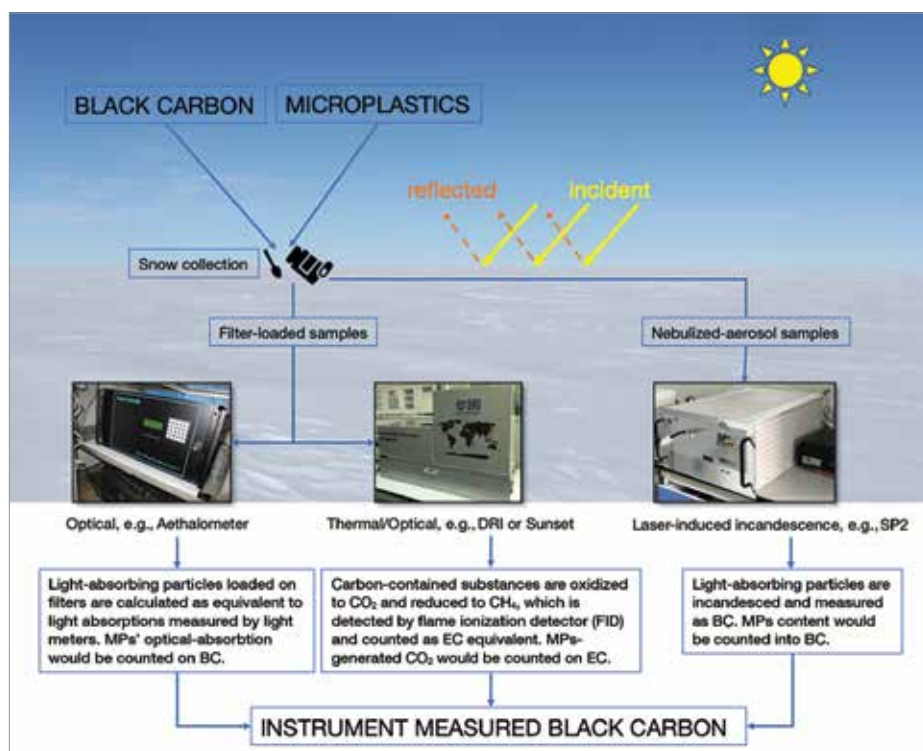 BLACK CARBON
MICROPLASTICS
reflected
incident
Snow collection
Filter-loaded samples
Nebulized-aerosol samples
Optical, e.g., Aethalometer
Thermal/Optical, e.g., DRI or Sunset
Laser-induced incandescence, e.g., SP2
Light-absorbing particles loaded on
filters are calculated as equivalent to
light absorptions measured by light
meters. MPs' optical-absorbtion
would be counted on BC.
Carbon-contained substances are oxidized
to CO₂ and reduced to CH₄, which is
detected by flame ionization detector (FID)
and counted as EC equivalent. MPs-
generated CO₂ would be counted on EC.
Light-absorbing particles are
incandesced and measured
as BC. MPs content would
be counted into BC.
INSTRUMENT MEASURED BLACK CARBON